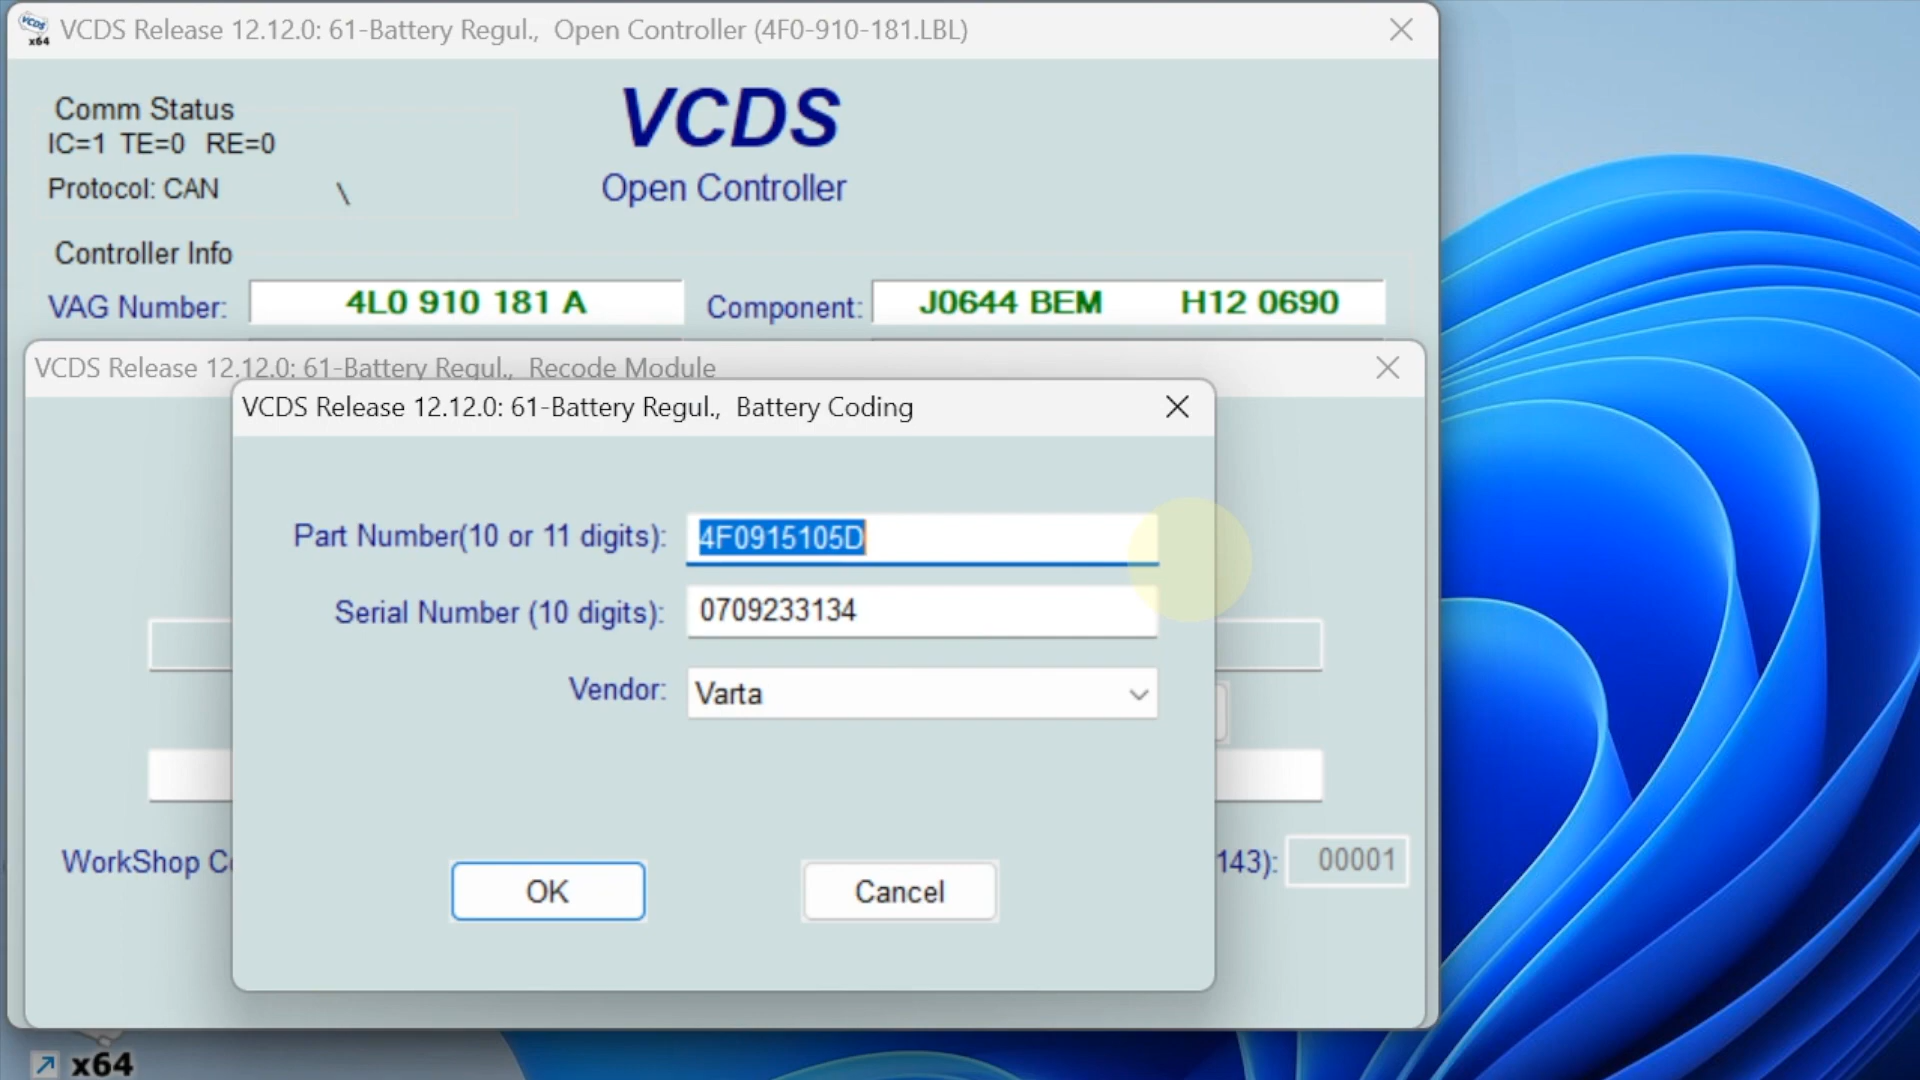 VCDS
x64
VCDS Release 12.12.0: 61-Battery Regul., Open Controller (4F0-910-181.LBL)
Comm Status
IC=1 TE=0 RE=0
Protocol: CAN \
VCDS
Open Controller
Controller Info
VAG Number: 4L0 910 181 A Component: J0644 BEM H12 0690
VCDS Release 12.12.0: 61-Battery Regul., Recode Module
VCDS Release 12.12.0: 61-Battery Regul., Battery Coding
Part Number(10 or 11 digits): 4F0915105D
Serial Number (10 digits): 0709233134
Vendor: Varta
WorkShop C
143): 00001
OK Cancel
x64